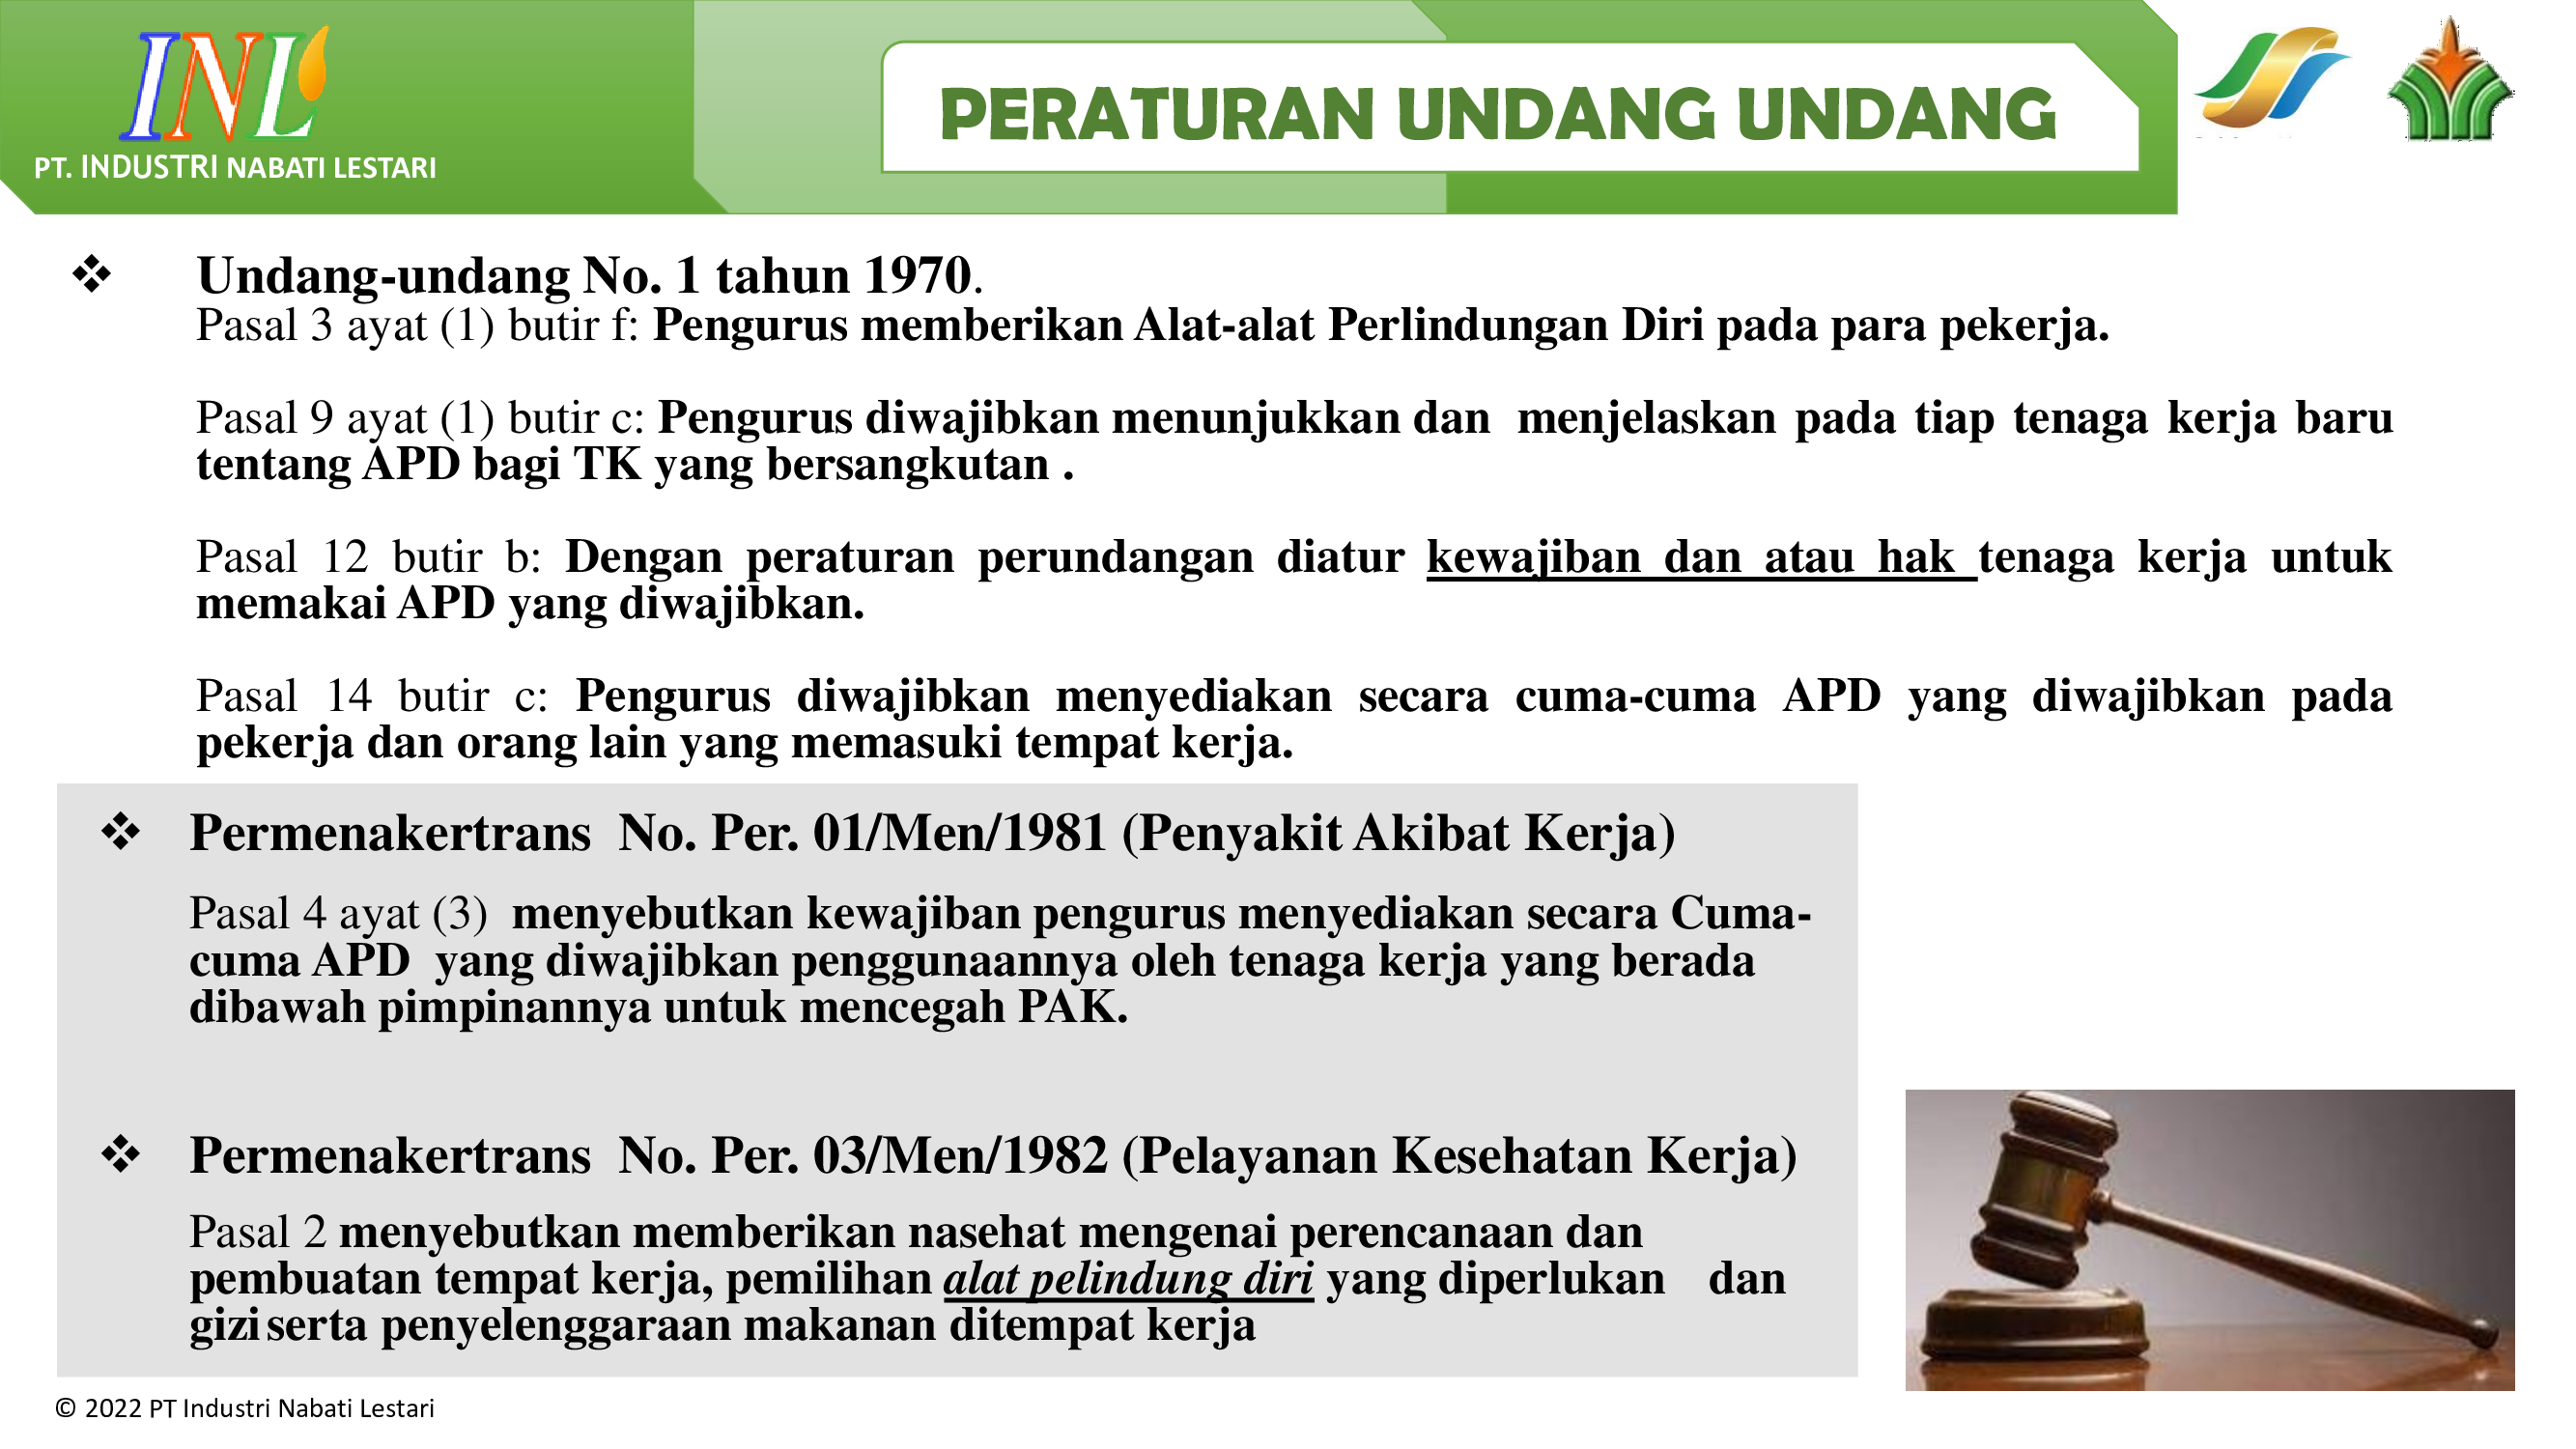 INL
PT. INDUSTRI NABATI LESTARI
PERATURAN UNDANG UNDANG
❖ Undang-undang No. 1 tahun 1970.
Pasal 3 ayat (1) butir f: Pengurus memberikan Alat-alat Perlindungan Diri pada para pekerja.
Pasal 9 ayat (1) butir c: Pengurus diwajibkan menunjukkan dan menjelaskan pada tiap tenaga kerja baru
tentang APD bagi TK yang bersangkutan .
Pasal 12 butir b: Dengan peraturan perundangan diatur kewajiban dan atau hak tenaga kerja untuk
memakai APD yang diwajibkan.
Pasal 14 butir c: Pengurus diwajibkan menyediakan secara cuma-cuma APD yang diwajibkan pada
pekerja dan orang lain yang memasuki tempat kerja.
❖ Permenakertrans No. Per. 01/Men/1981 (Penyakit Akibat Kerja)
Pasal 4 ayat (3) menyebutkan kewajiban pengurus menyediakan secara Cuma-
cuma APD yang diwajibkan penggunaannya oleh tenaga kerja yang berada
dibawah pimpinannya untuk mencegah PAK.
❖ Permenakertrans No. Per. 03/Men/1982 (Pelayanan Kesehatan Kerja)
Pasal 2 menyebutkan memberikan nasehat mengenai perencanaan dan
pembuatan tempat kerja, pemilihan alat pelindung diri yang diperlukan dan
gizi serta penyelenggaraan makanan ditempat kerja
© 2022 PT Industri Nabati Lestari